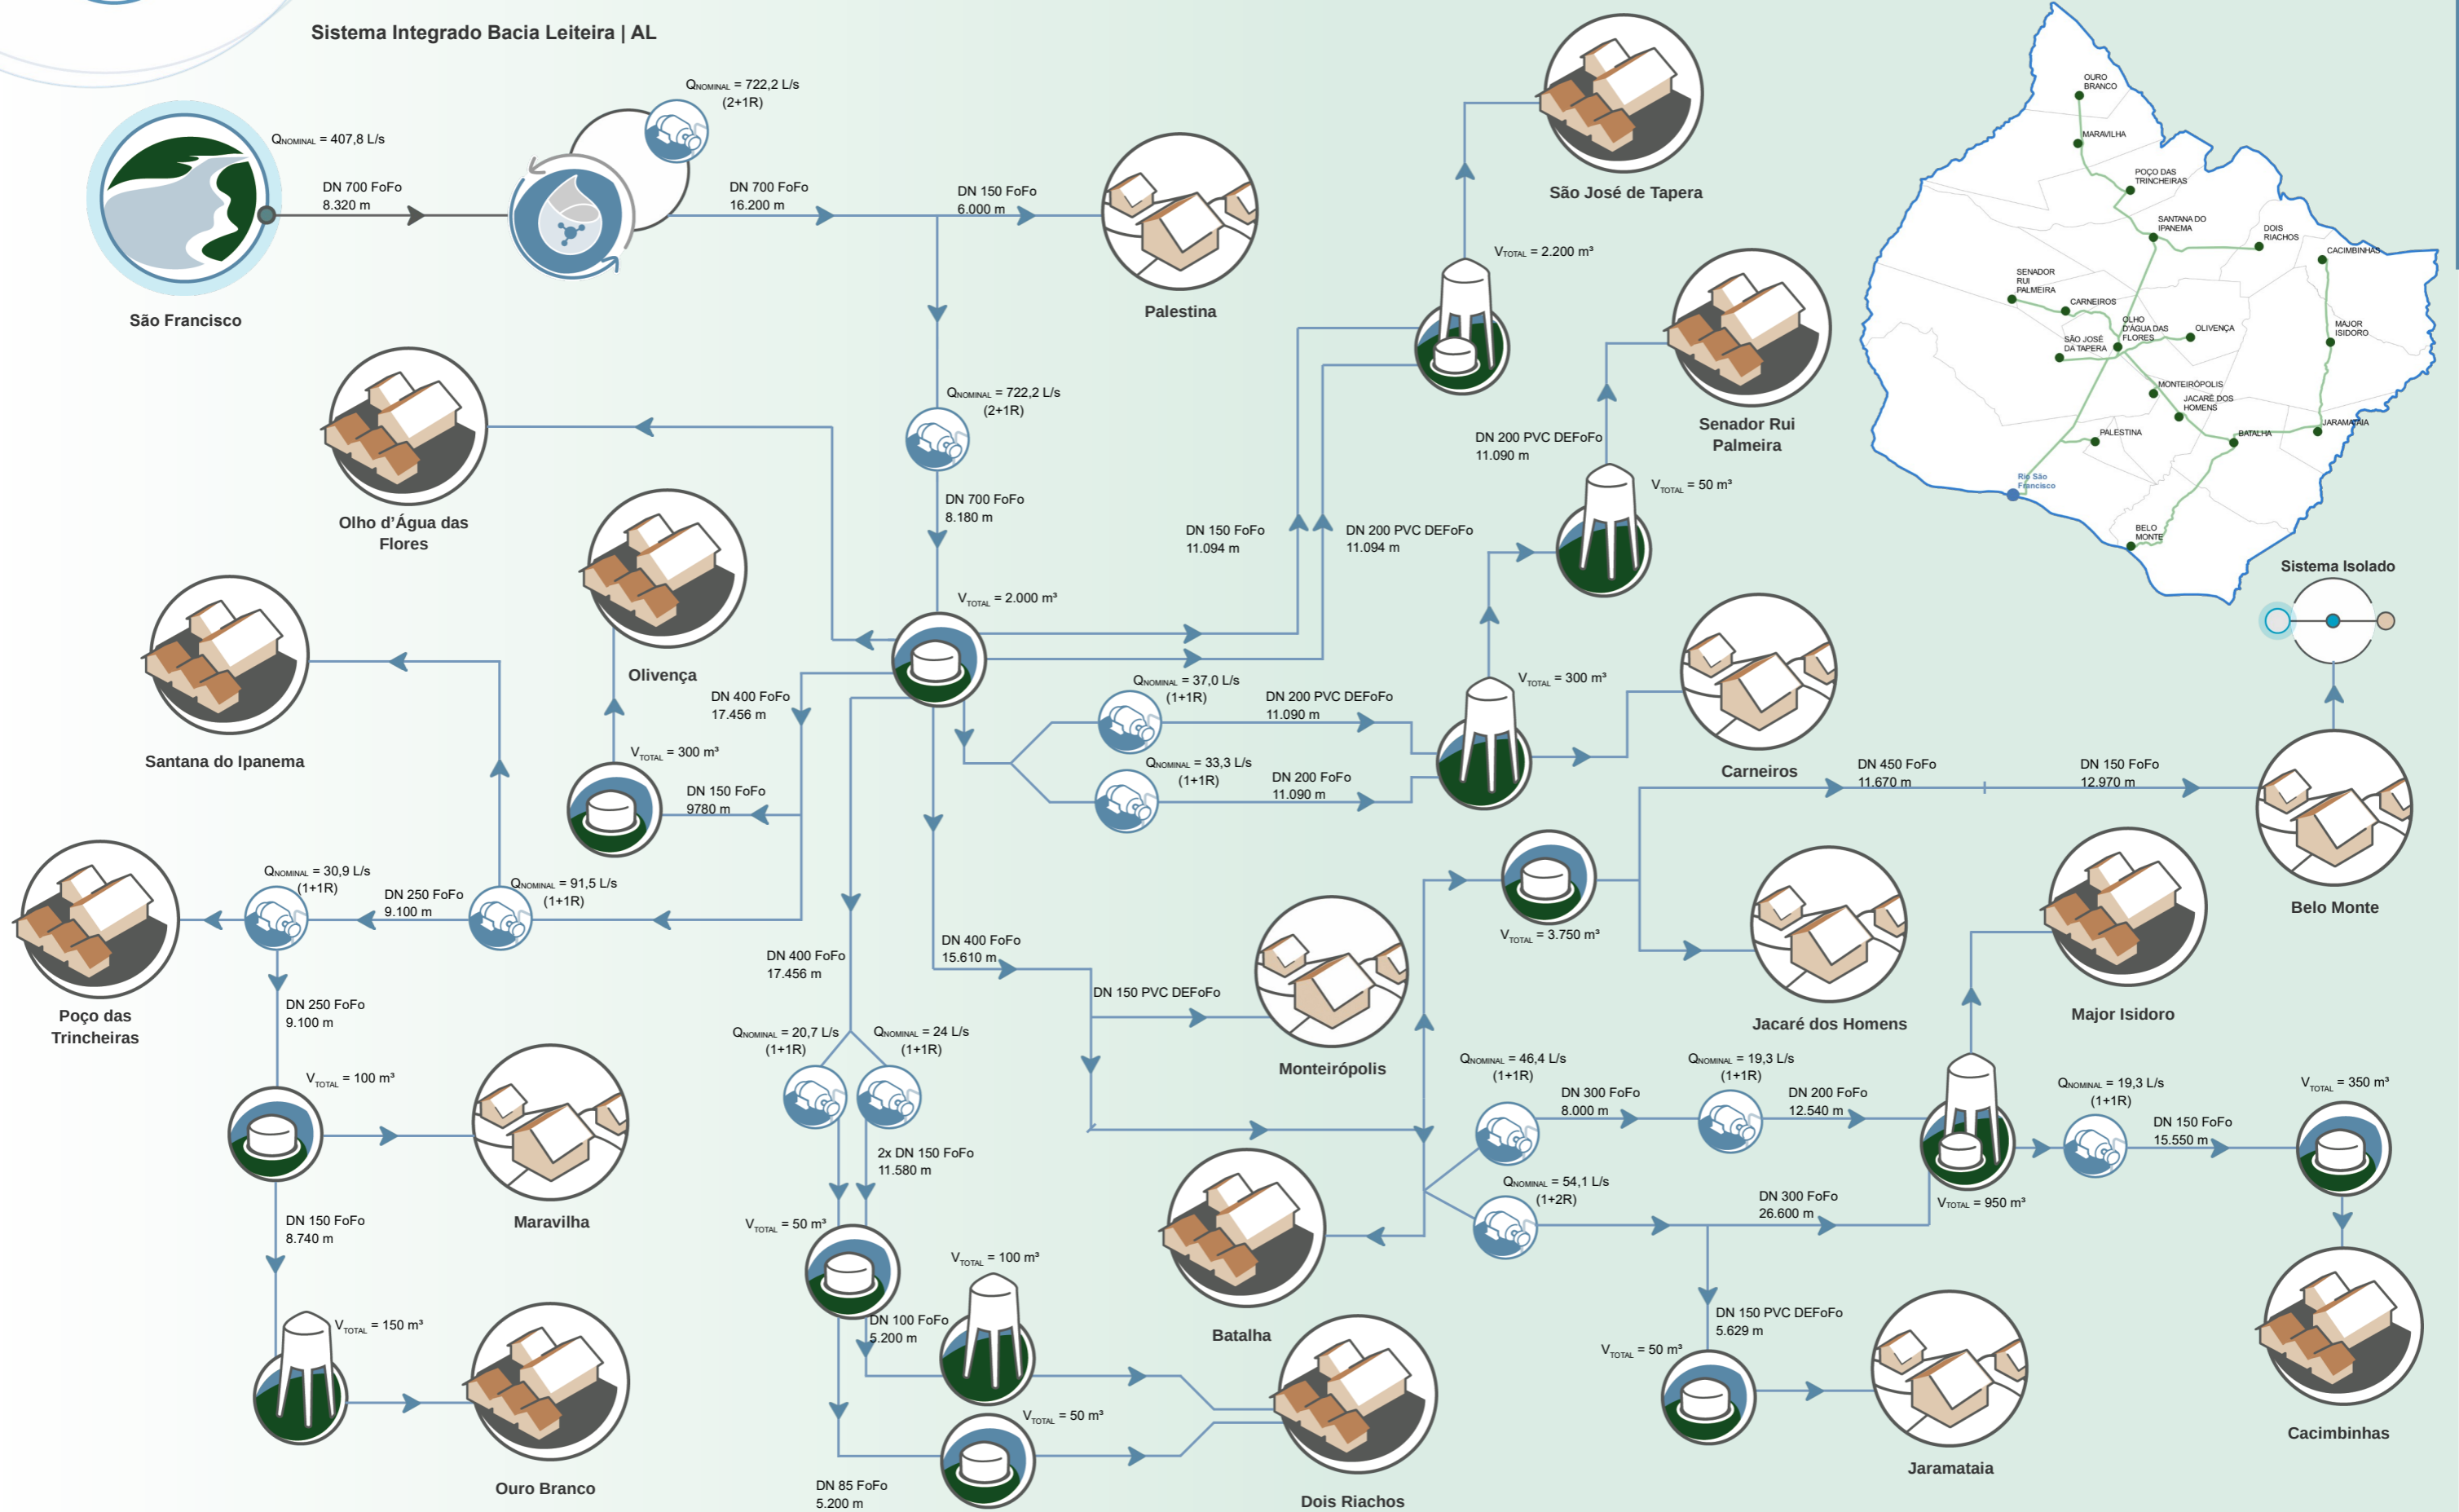 Sistema Integrado Bacia Leiteira | AL
QNOMINAL = 407,8 L/s
DN 700 FoFo
8.320 m
São Francisco
QNOMINAL = 722,2 L/s
(2+1R)
DN 700 FoFo
16.200 m
DN 150 FoFo
6.000 m
Palestina
QNOMINAL = 722,2 L/s
(2+1R)
DN 700 FoFo
8.180 m
VTOTAL = 2.000 m³
Olho d'Água das
Flores
Olivença
VTOTAL = 300 m³
DN 150 FoFo
9780 m
DN 400 FoFo
17.456 m
Santana do Ipanema
QNOMINAL = 91,5 L/s
(1+1R)
DN 250 FoFo
9.100 m
QNOMINAL = 30,9 L/s
(1+1R)
Poço das
Trincheiras
DN 250 FoFo
9.100 m
VTOTAL = 100 m³
Maravilha
DN 150 FoFo
8.740 m
VTOTAL = 150 m³
Ouro Branco
DN 400 FoFo
17.456 m
QNOMINAL = 20,7 L/s
(1+1R)
QNOMINAL = 24 L/s
(1+1R)
2x DN 150 FoFo
11.580 m
VTOTAL = 50 m³
DN 100 FoFo
5.200 m
VTOTAL = 100 m³
VTOTAL = 50 m³
DN 85 FoFo
5.200 m
Dois Riachos
DN 150 FoFo
11.094 m
DN 200 PVC DEFoFo
11.094 m
VTOTAL = 2.200 m³
São José de Tapera
QNOMINAL = 37,0 L/s
(1+1R)
DN 200 PVC DEFoFo
11.090 m
QNOMINAL = 33,3 L/s
(1+1R)
DN 200 FoFo
11.090 m
VTOTAL = 300 m³
Carneiros
VTOTAL = 50 m³
DN 200 PVC DEFoFo
11.090 m
Senador Rui
Palmeira
DN 400 FoFo
15.610 m
DN 150 PVC DEFoFo
Monteirópolis
Batalha
VTOTAL = 3.750 m³
DN 450 FoFo
11.670 m
DN 150 FoFo
12.970 m
Belo Monte
Sistema Isolado
Jacaré dos Homens
QNOMINAL = 46,4 L/s
(1+1R)
DN 300 FoFo
8.000 m
QNOMINAL = 19,3 L/s
(1+1R)
DN 200 FoFo
12.540 m
QNOMINAL = 54,1 L/s
(1+2R)
DN 300 FoFo
26.600 m
VTOTAL = 950 m³
Major Isidoro
QNOMINAL = 19,3 L/s
(1+1R)
DN 150 FoFo
15.550 m
VTOTAL = 350 m³
Cacimbinhas
DN 150 PVC DEFoFo
5.629 m
VTOTAL = 50 m³
Jaramataia
OURO
BRANCO
MARAVILHA
POÇO DAS
TRINCHEIRAS
SANTANA DO
IPANEMA
DOIS
RIACHOS
CACIMBINHAS
SENADOR
RUI
PALMEIRA
CARNEIROS
OLHO
D'ÁGUA DAS
FLORES
OLIVENÇA
MAJOR
ISIDORO
SÃO JOSÉ
DA TAPERA
MONTEIRÓPOLIS
JACARÉ DOS
HOMENS
PALESTINA
BATALHA
JARAMATAIA
Rio São
Francisco
BELO
MONTE